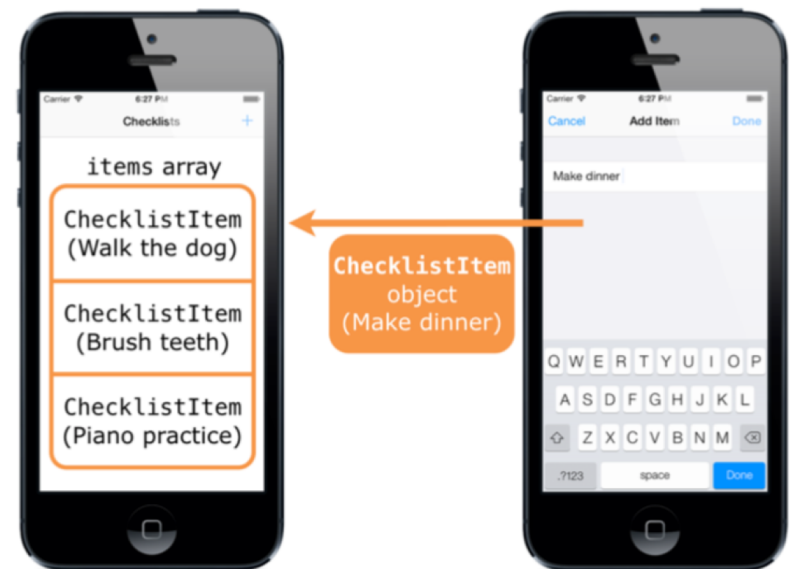 Carrier 6:27 PM
Checklists +
items array
ChecklistItem
(Walk the dog)
ChecklistItem
(Brush teeth)
ChecklistItem
(Piano practice)
ChecklistItem
object
(Make dinner)
Carrier 6:27 PM
Cancel Add Item Done
Make dinner
Q W E R T Y U I O P
A S D F G H J K L
Z X C V B N M
.?123 space Done